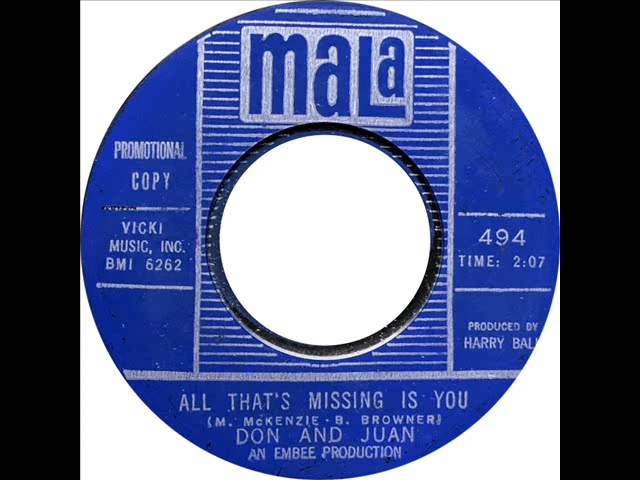 mala
PROMOTIONAL
COPY
VICKI
MUSIC, INC.
BMI 6262
494
TIME: 2:07
PRODUCED BY
HARRY BALL
ALL THAT'S MISSING IS YOU
(M. McKENZIE - B. BROWNER)
DON AND JUAN
AN EMBEE PRODUCTION